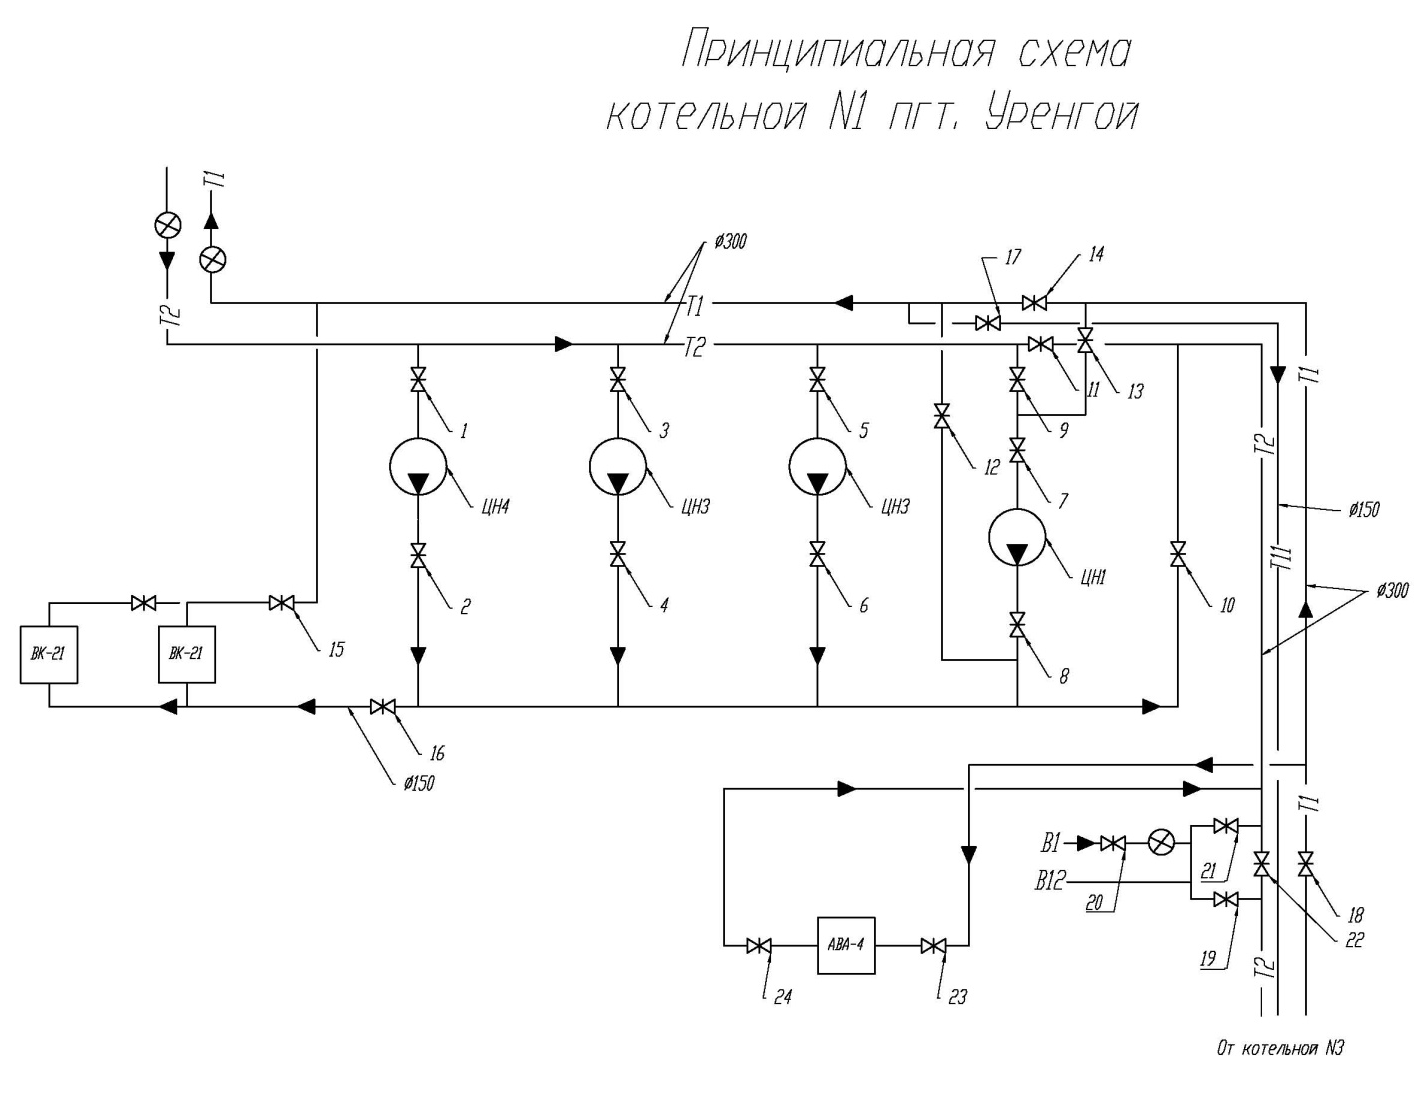 Принципиальная схема
котельной N1 пгт. Уренгой
T1
T2
ø300
17
14
T1
T2
11
13
T1
1
3
5
9
12
7
T2
ЦН4
ЦН3
ЦН3
ø150
T11
ЦН1
ø300
2
4
6
10
15
ВК-21
ВК-21
8
16
ø150
T1
В1
21
В12
20
18
22
АВА-4
19
T2
24
23
От котельной N3